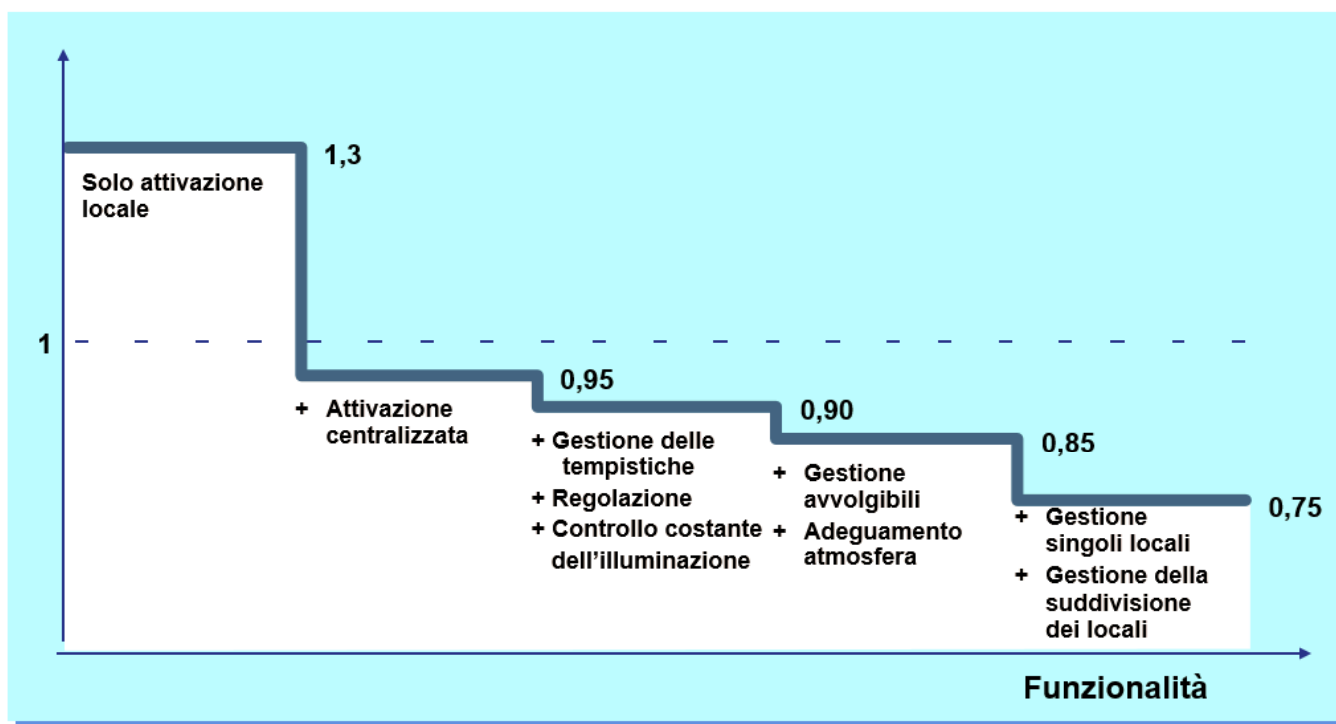 1,3
Solo attivazione
locale
1
0,95
+ Attivazione
centralizzata
0,90
+ Gestione delle
tempistiche
+ Regolazione
+ Controllo costante
dell'illuminazione
0,85
+ Gestione
avvolgibili
+ Adeguamento
atmosfera
0,75
+ Gestione
singoli locali
+ Gestione della
suddivisione
dei locali
Funzionalità